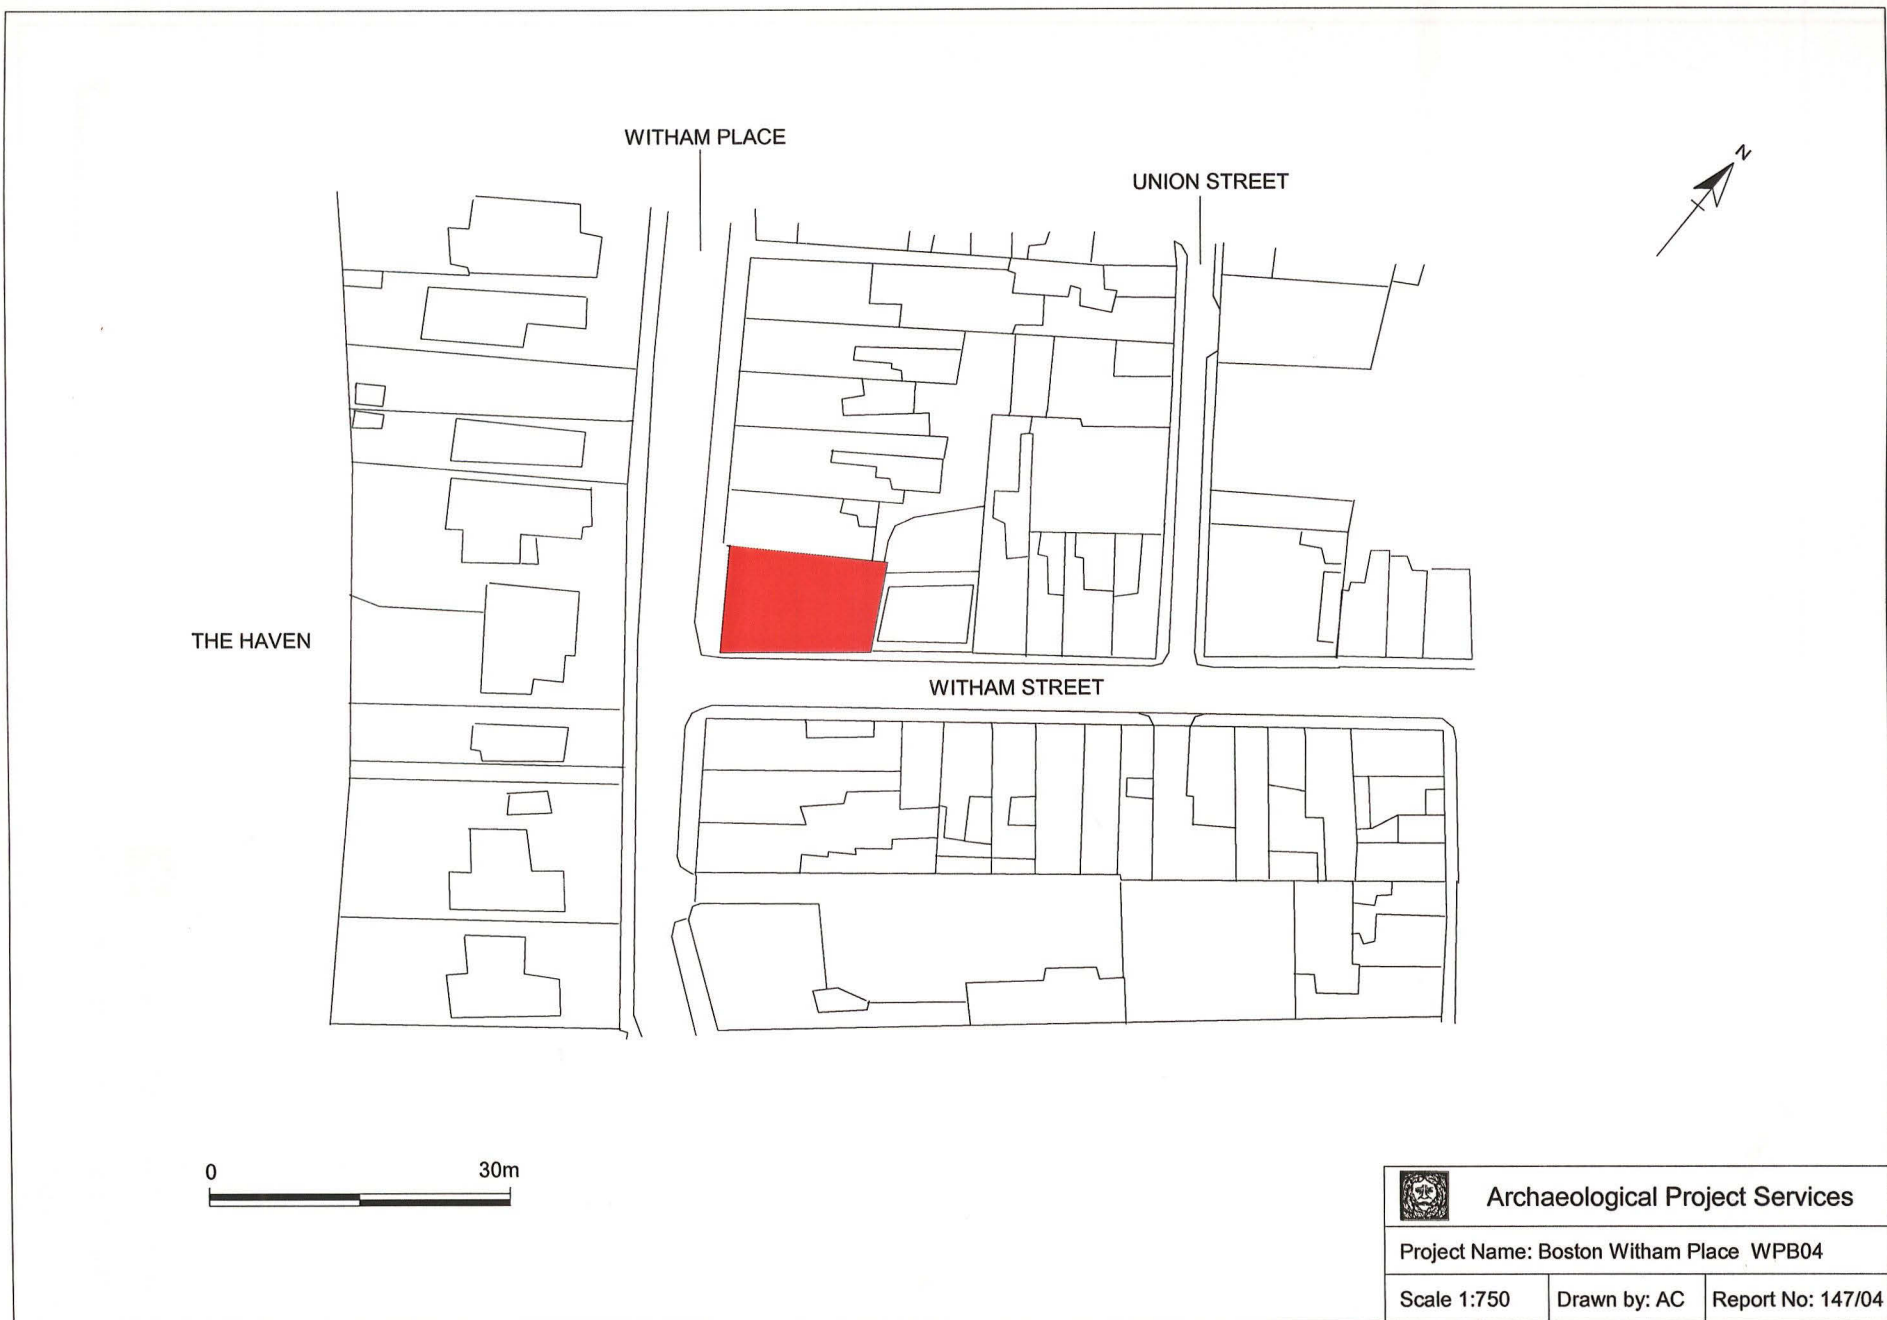 WITHAM PLACE
UNION STREET
N
THE HAVEN
WITHAM STREET
0 30m
Archaeological Project Services
Project Name: Boston Witham Place WPB04
Scale 1:750 Drawn by: AC Report No: 147/04